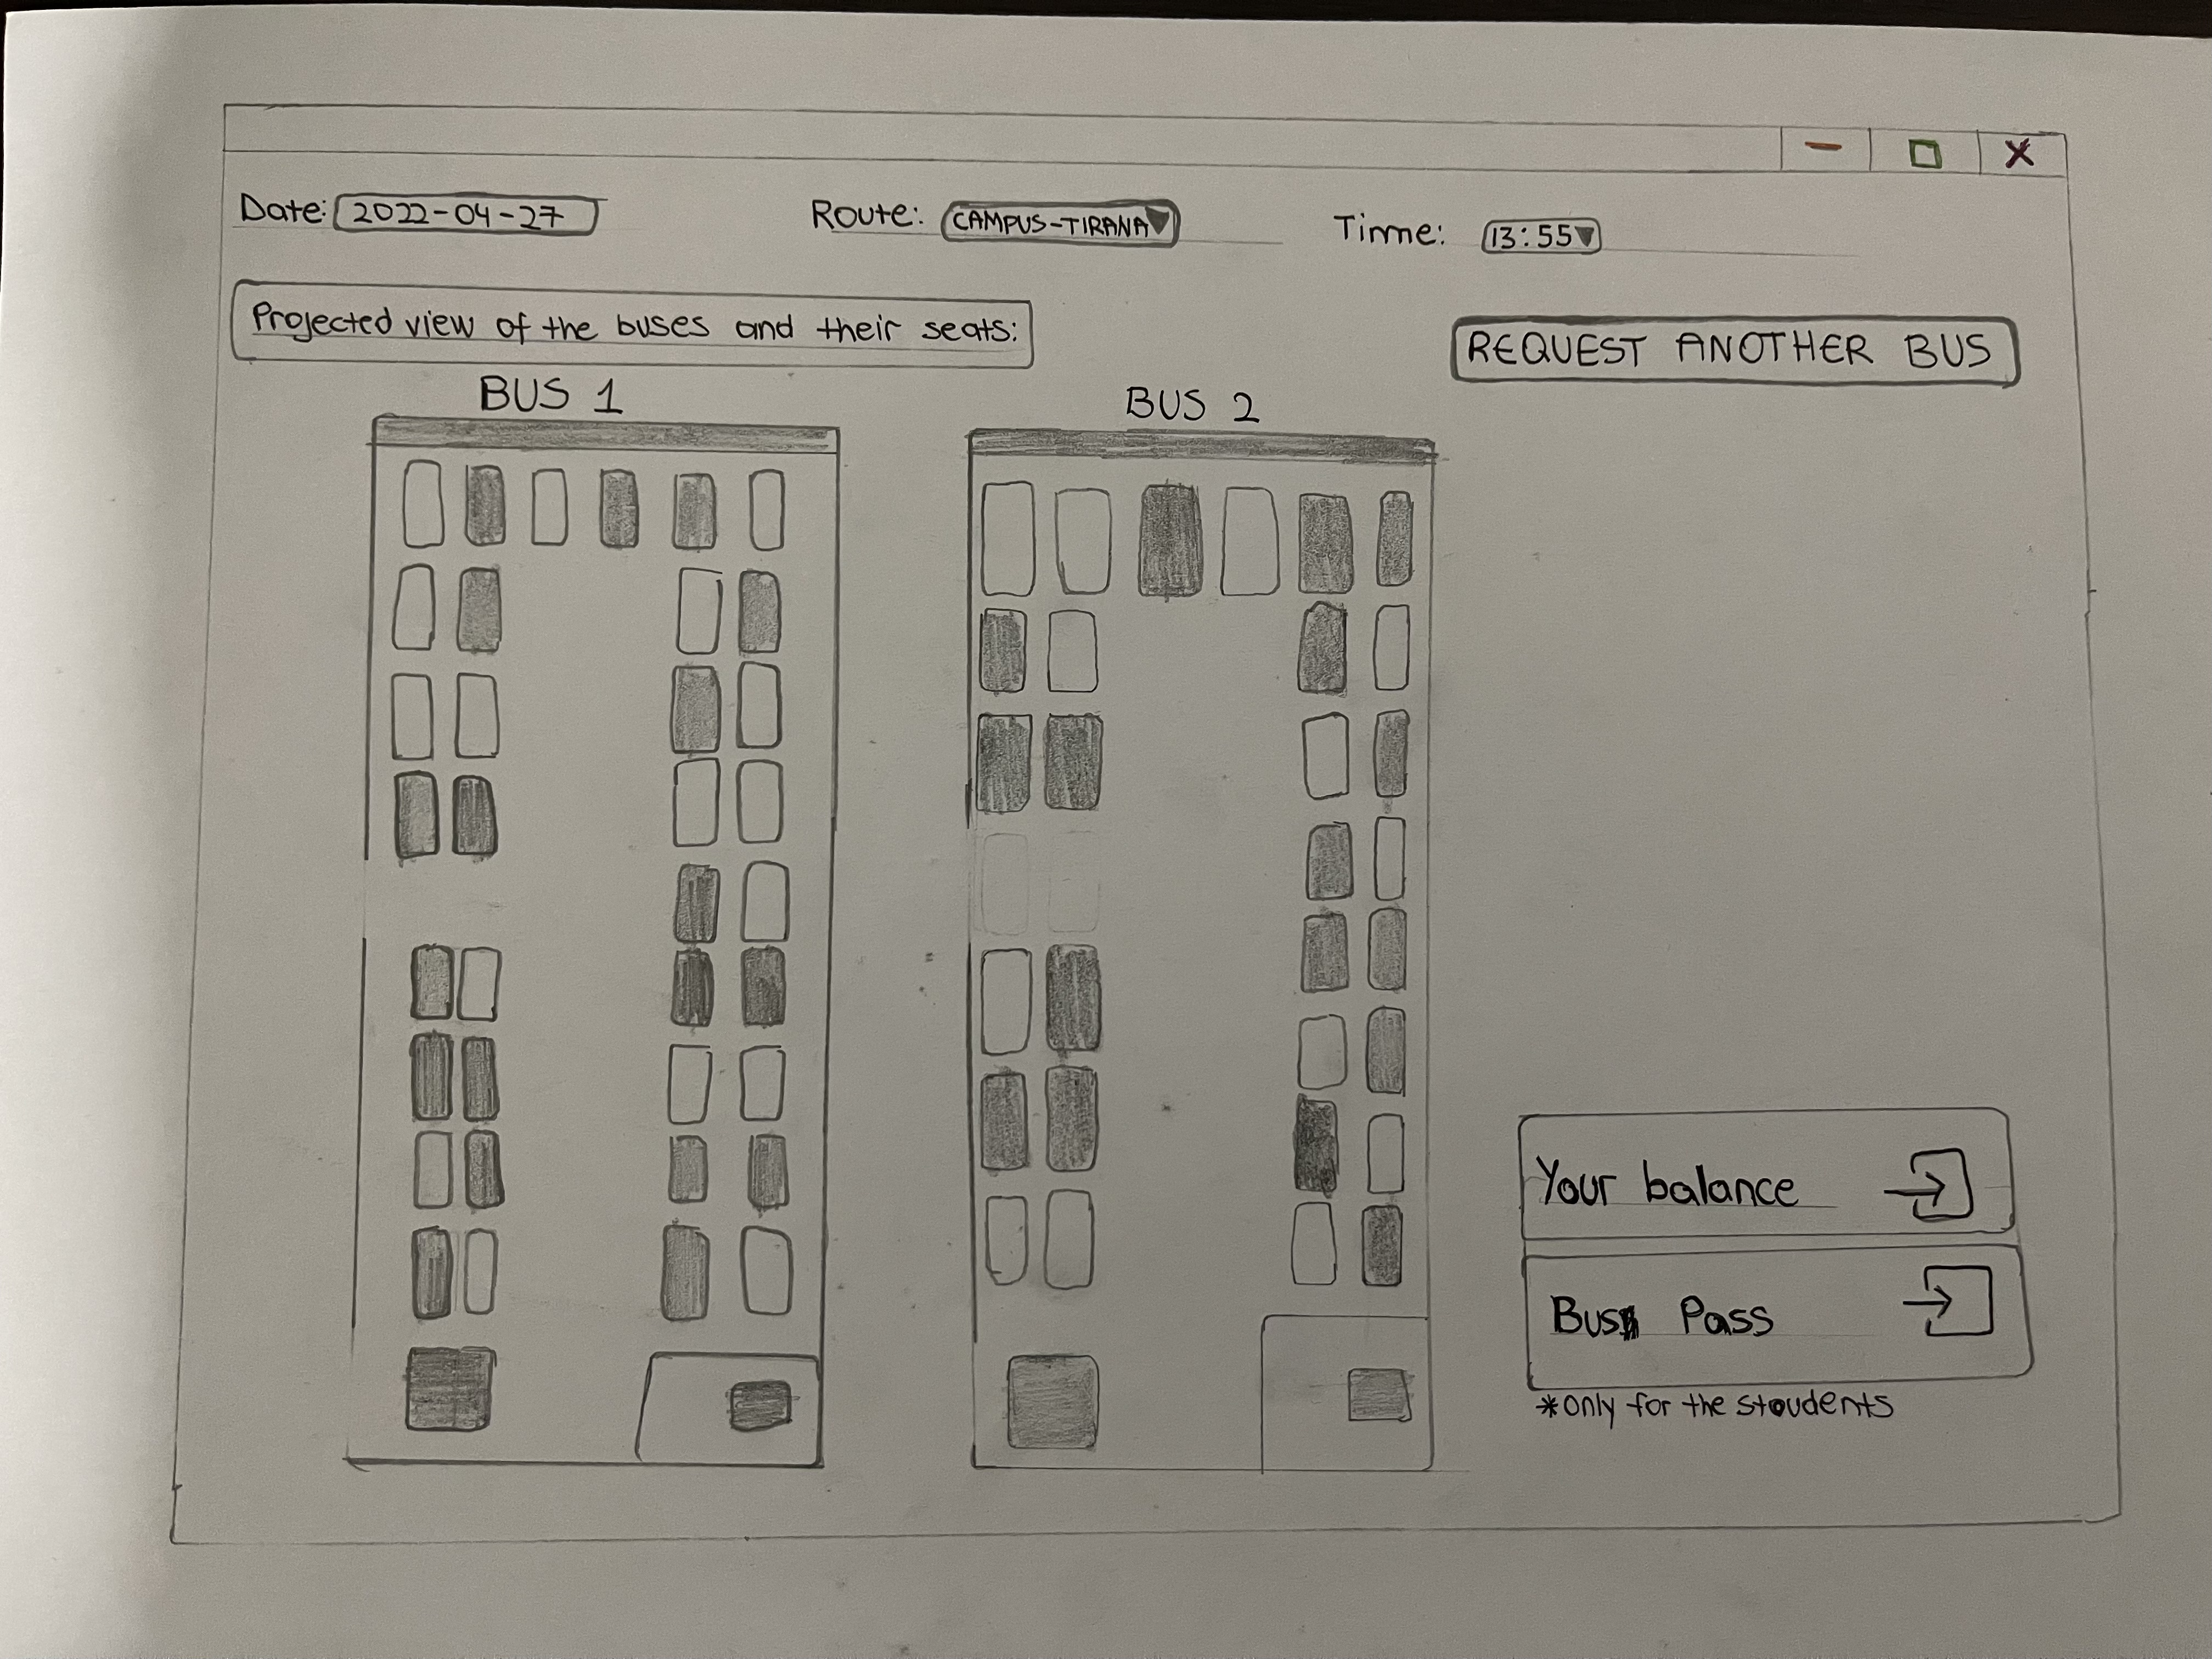 Date: 2022-04-27 Route: CAMPUS-TIRANA Time: 13:55
Projected view of the buses and their seats:
REQUEST ANOTHER BUS
BUS 1
BUS 2
Your balance
Bus Pass
*only for the stoudents